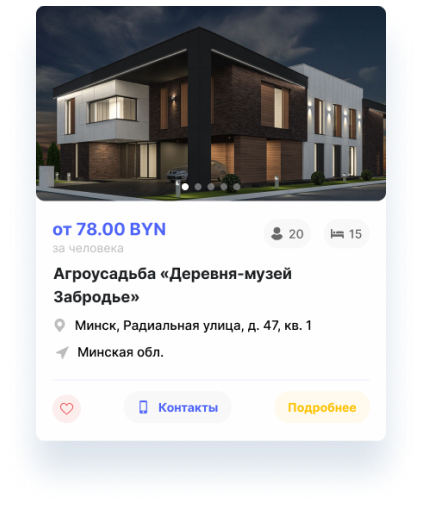 от 78.00 BYN
20
15
за человека
Агроусадьба «Деревня-музей
Забродье»
Минск, Радиальная улица, д. 47, кв. 1
Минская обл.
Контакты
Подробнее